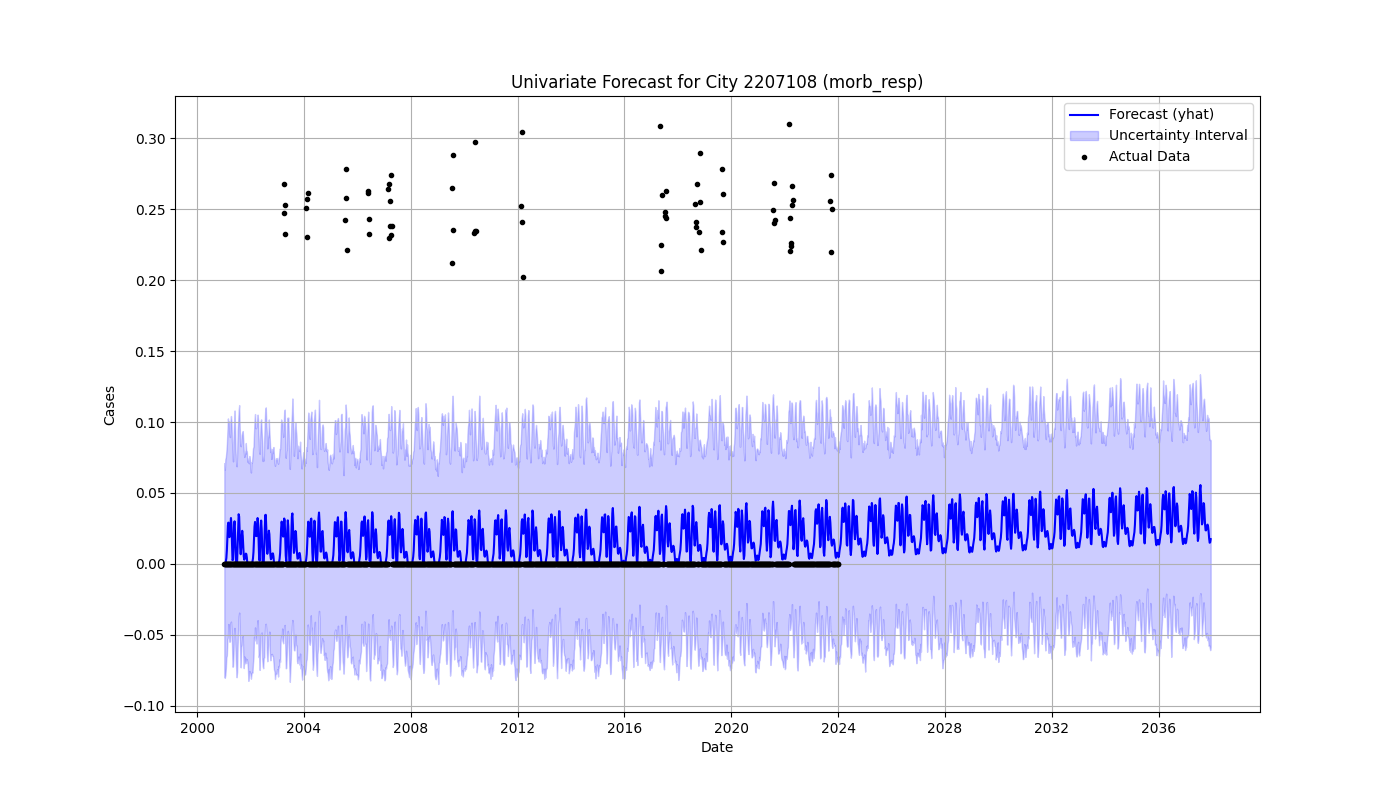 Univariate Forecast for City 2207108 (morb_resp)
Forecast (yhat)
Uncertainty Interval
Actual Data
Cases
0.30
0.25
0.20
0.15
0.10
0.05
0.00
−0.05
−0.10
2000 2004 2008 2012 2016 2020 2024 2028 2032 2036
Date